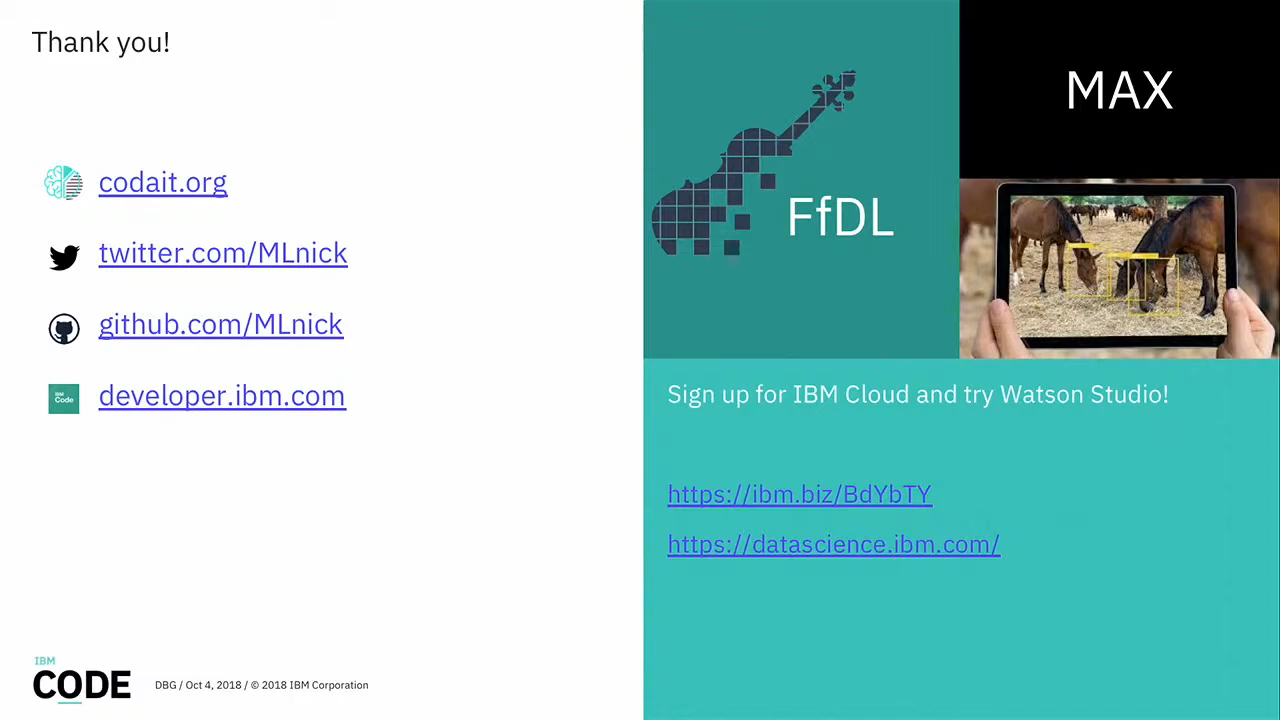 Thank you!
codait.org
twitter.com/MLnick
github.com/MLnick
IBM
Code
developer.ibm.com
IBM
CODE
DBG / Oct 4, 2018 / © 2018 IBM Corporation
FfDL
MAX
Sign up for IBM Cloud and try Watson Studio!
https://ibm.biz/BdYbTY
https://datascience.ibm.com/